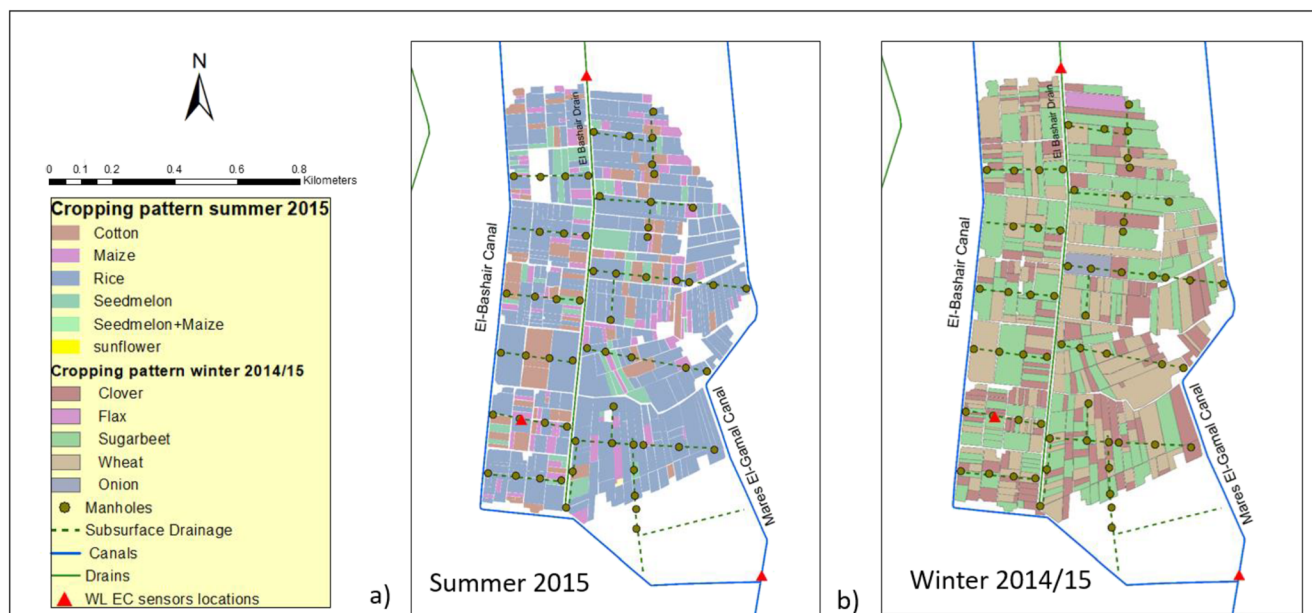 N
0 0.1 0.2 0.4 0.6 0.8
Kilometers
Cropping pattern summer 2015
Cotton
Maize
Rice
Seedmelon
Seedmelon+Maize
sunflower
Cropping pattern winter 2014/15
Clover
Flax
Sugarbeet
Wheat
Onion
Manholes
Subsurface Drainage
Canals
Drains
WL EC sensors locations
a)
El Bashair Drain
El-Bashair Canal
Mares El-Gamal Canal
Summer 2015
b)
El Bashair Drain
El-Bashair Canal
Mares El-Gamal Canal
Winter 2014/15